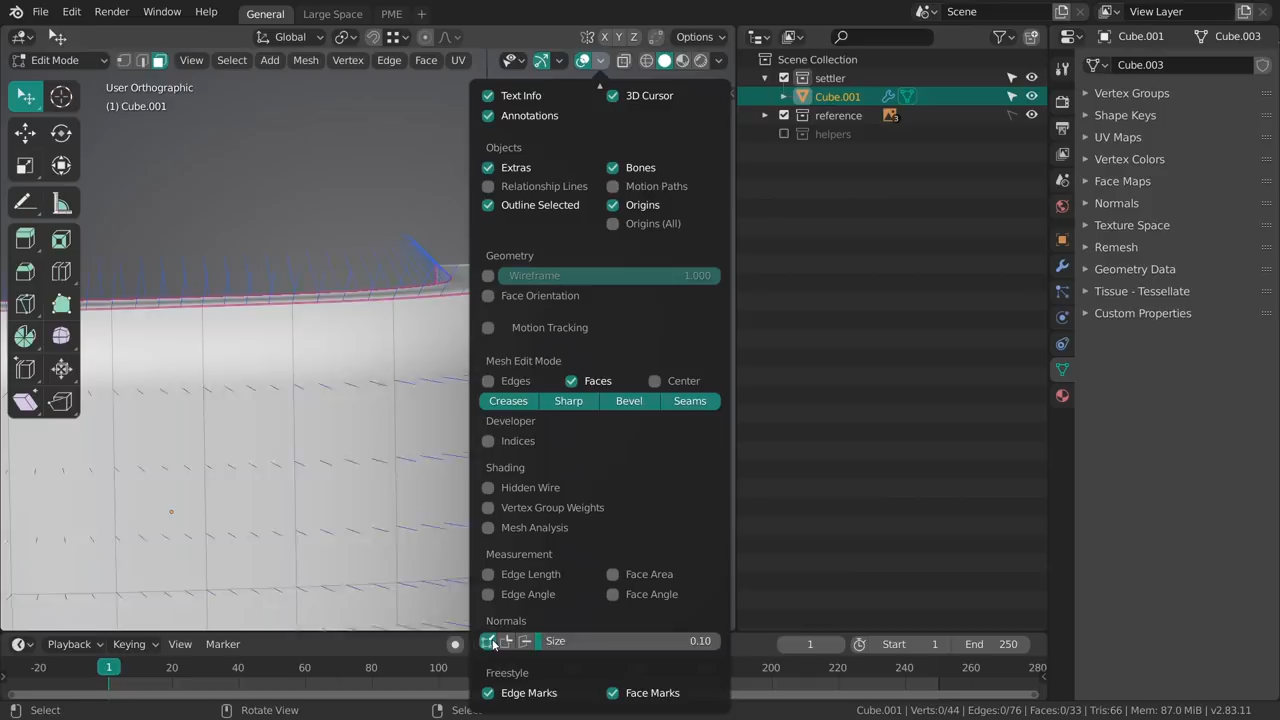 File Edit Render Window Help General Large Space PME + Scene View Layer
Global X Y Z Options
Cube.001 Cube.003
Edit Mode View Select Add Mesh Vertex Edge Face UV
Scene Collection
Cube.003
User Orthographic
(1) Cube.001
settler
Cube.001
reference 3
helpers
Vertex Groups
Shape Keys
UV Maps
Vertex Colors
Face Maps
Normals
Texture Space
Remesh
Geometry Data
Tissue - Tessellate
Custom Properties
Text Info 3D Cursor
Annotations
Objects
Extras Bones
Relationship Lines Motion Paths
Outline Selected Origins
Origins (All)
Geometry
Wireframe 1.000
Face Orientation
Motion Tracking
Mesh Edit Mode
Edges Faces Center
Creases Sharp Bevel Seams
Developer
Indices
Shading
Hidden Wire
Vertex Group Weights
Mesh Analysis
Measurement
Edge Length Face Area
Edge Angle Face Angle
Normals
Size 0.10
Freestyle
Edge Marks Face Marks
Playback Keying View Marker 1 Start 1 End 250
-20 1 20 40 60 80 100 200 220 240 260 280
Select Rotate View Sele Cube.001 | Verts:0/44 | Edges:0/76 | Faces:0/33 | Tris:66 | Mem: 87.0 MiB | v2.83.11